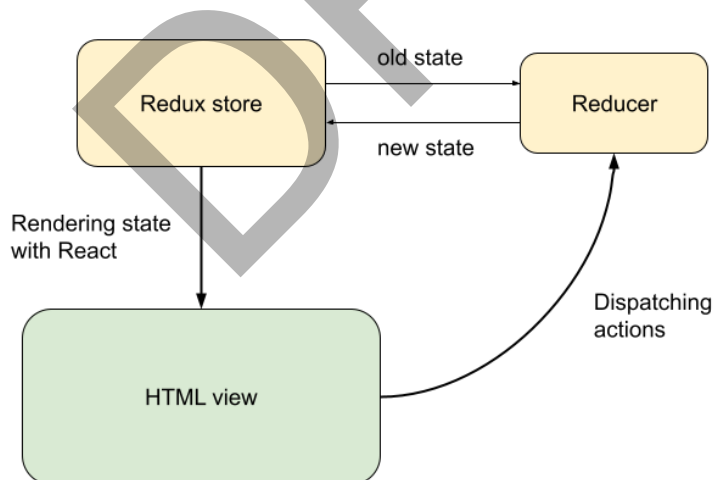 old state
Redux store
Reducer
new state
Rendering state
with React
Dispatching
actions
HTML view